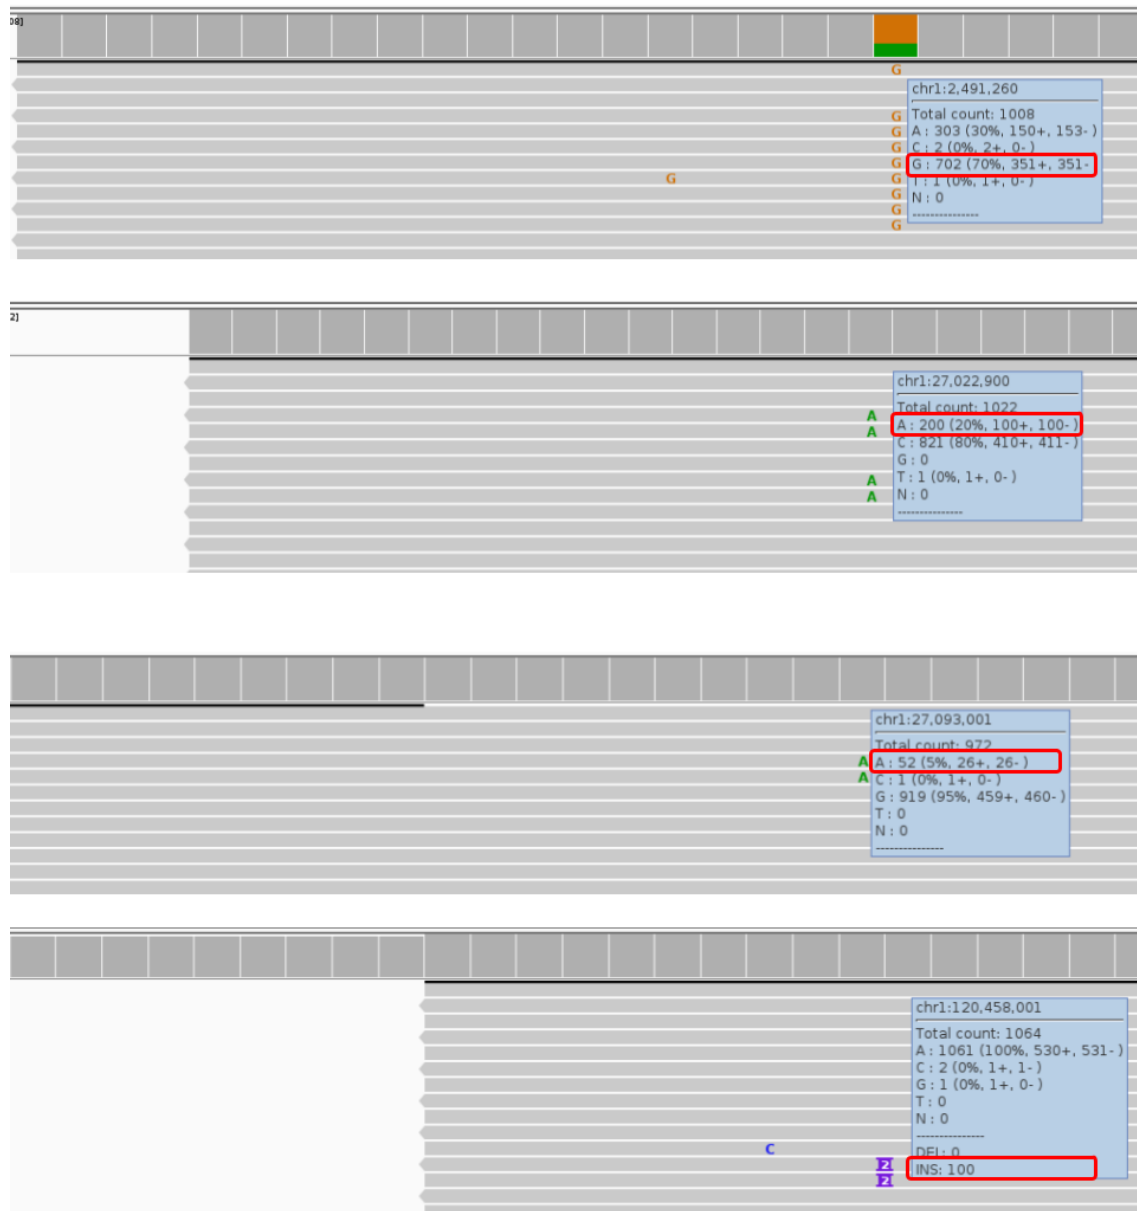 08]
G
chr1:2,491,260
Total count: 1008
G
A : 303 (30%, 150+, 153- )
G
C : 2 (0%, 2+, 0- )
G
G : 702 (70%, 351+, 351-
G
G
G
T : 1 (0%, 1+, 0- )
G
N : 0
G
---------------
G
2]
chr1:27,022,900
Total count: 1022
A
A : 200 (20%, 100+, 100- )
A
C : 821 (80%, 410+, 411- )
G : 0
A
T : 1 (0%, 1+, 0- )
A
N : 0
---------------
chr1:27,093,001
Total count: 972
A
A : 52 (5%, 26+, 26- )
A
C : 1 (0%, 1+, 0- )
G : 919 (95%, 459+, 460- )
T : 0
N : 0
---------------
chr1:120,458,001
Total count: 1064
A : 1061 (100%, 530+, 531- )
C : 2 (0%, 1+, 1- )
G : 1 (0%, 1+, 0- )
T : 0
N : 0
---------------
C
DEL: 0
2
INS: 100
2